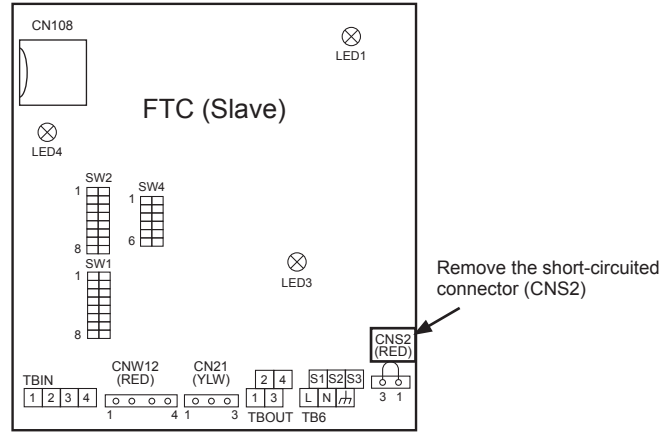 CN108
LED1
FTC (Slave)
LED4
SW2
1
8
SW4
1
6
SW1
1
8
LED3
Remove the short-circuited
connector (CNS2)
CNS2
(RED)
3 1
TBIN
1 2 3 4
CNW12
(RED)
1 4
CN21
(YLW)
1 3
2 4
1 3
TBOUT
S1 S2 S3
L N
TB6